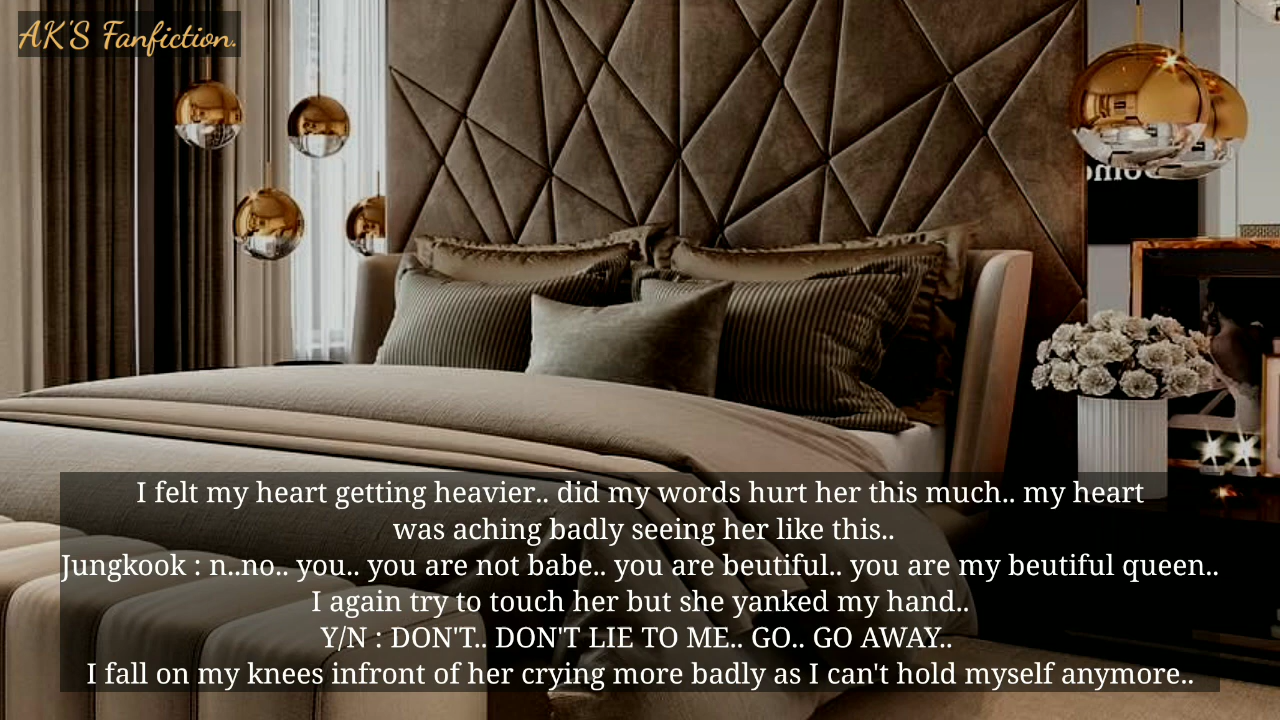 AK'S Fanfiction.
I felt my heart getting heavier.. did my words hurt her this much.. my heart
was aching badly seeing her like this..
Jungkook : n..no.. you.. you are not babe.. you are beutiful.. you are my beutiful queen..
I again try to touch her but she yanked my hand..
Y/N : DON'T.. DON'T LIE TO ME.. GO.. GO AWAY..
I fall on my knees infront of her crying more badly as I can't hold myself anymore..